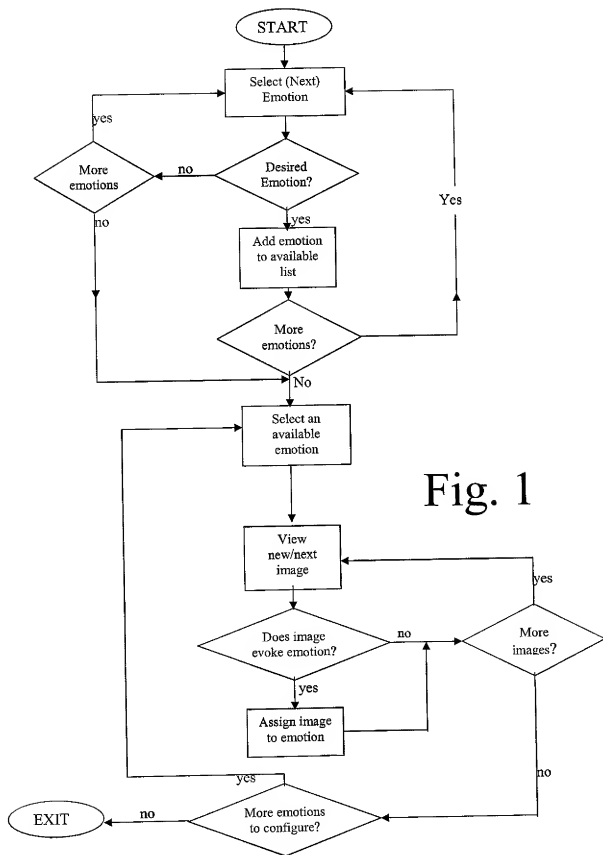 START
Select (Next)
Emotion
yes
More
emotions
no
Desired
Emotion?
Yes
no
yes
Add emotion
to available
list
More
emotions?
No
Select an
available
emotion
Fig. 1
View
new/next
image
yes
Does image
evoke emotion?
no
More
images?
yes
Assign image
to emotion
yes
no
EXIT
no
More emotions
to configure?